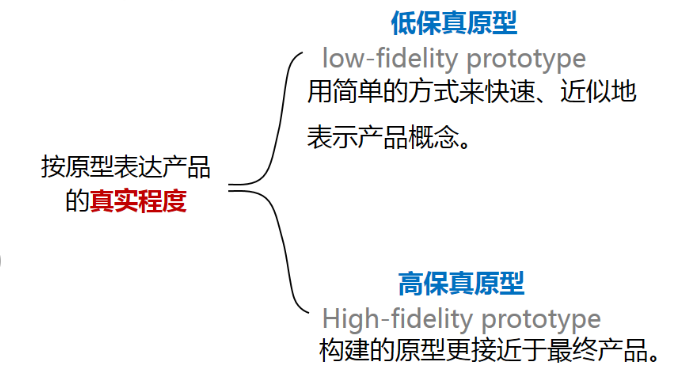 低保真原型
low-fidelity prototype
用简单的方式来快速、近似地
表示产品概念。
按原型表达产品
的真实程度
高保真原型
High-fidelity prototype
构建的原型更接近于最终产品。